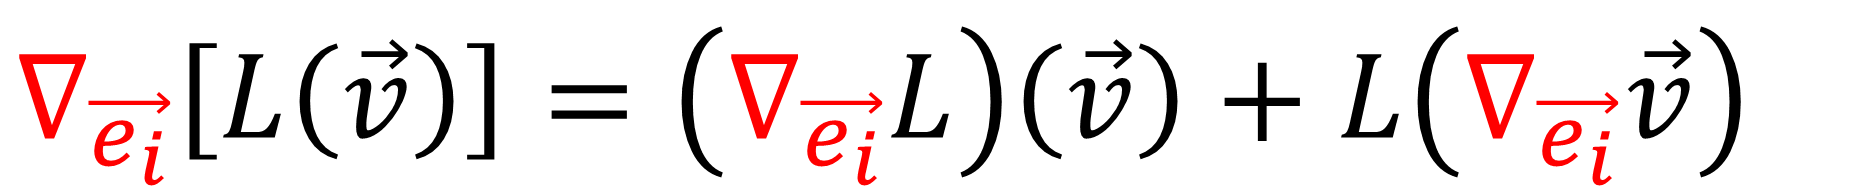 ∇_{\vec{e_i}} [L(\vec{v})] = (∇_{\vec{e_i}} L)(\vec{v}) + L(∇_{\vec{e_i}} \vec{v})